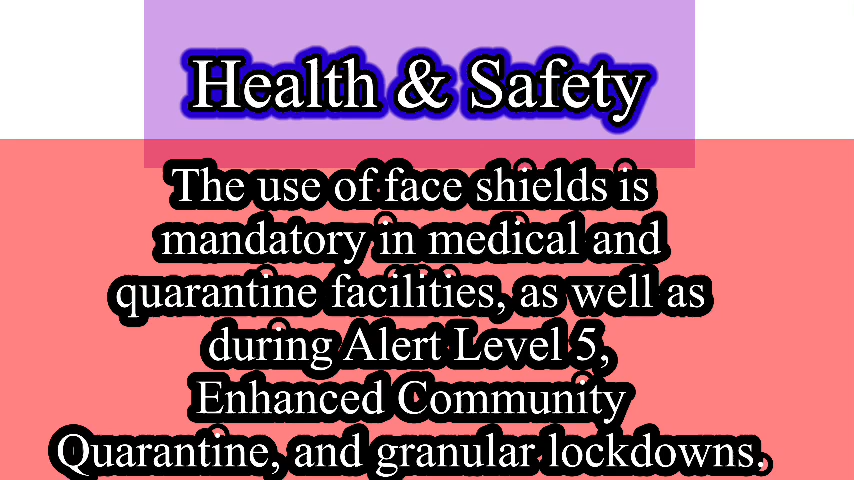 Health & Safety
The use of face shields is
mandatory in medical and
quarantine facilities, as well as
during Alert Level 5,
Enhanced Community
Quarantine, and granular lockdowns.